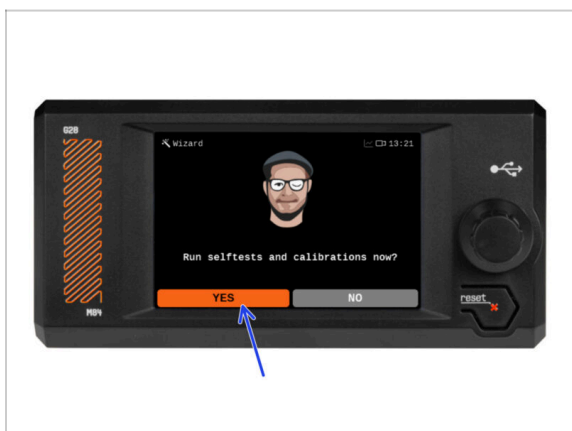 G28
Wizard
13:21
Run selftests and calibrations now?
YES
NO
reset
M84